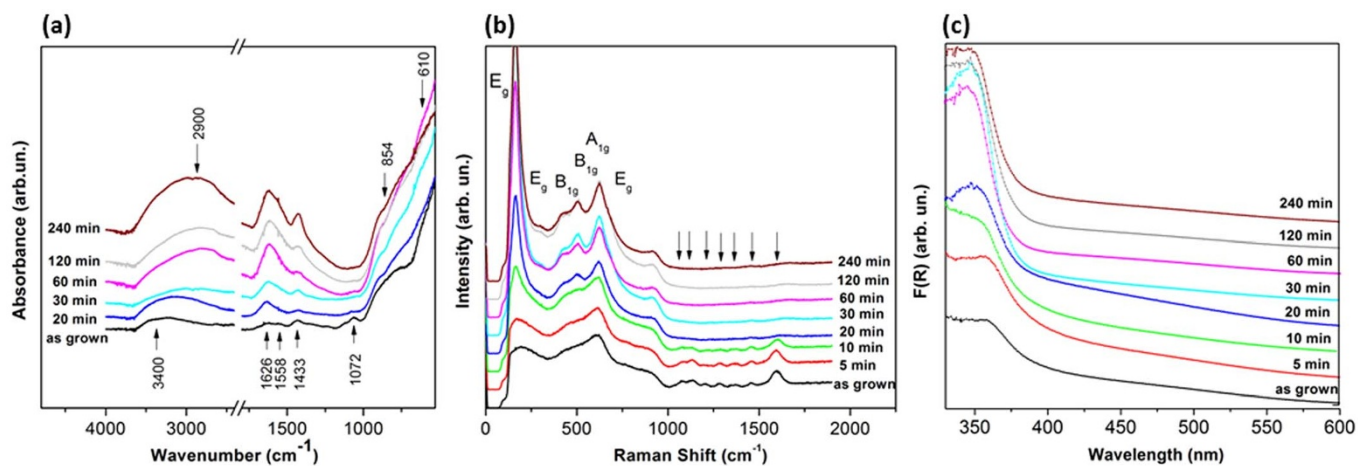 (a)
Absorbance (arb.un.)
2900
854
610
240 min
120 min
60 min
30 min
20 min
as grown
3400
1626
1558
1433
1072
4000 3000 1500 1000
Wavenumber (cm-1)
(b)
Intensity (arb. un.)
Eg
Eg
B1g
B1g
A1g
Eg
240 min
120 min
60 min
30 min
20 min
10 min
5 min
as grown
0 500 1000 1500 2000
Raman Shift (cm-1)
(c)
F(R) (arb. un.)
240 min
120 min
60 min
30 min
20 min
10 min
5 min
as grown
350 400 450 500 550 600
Wavelength (nm)